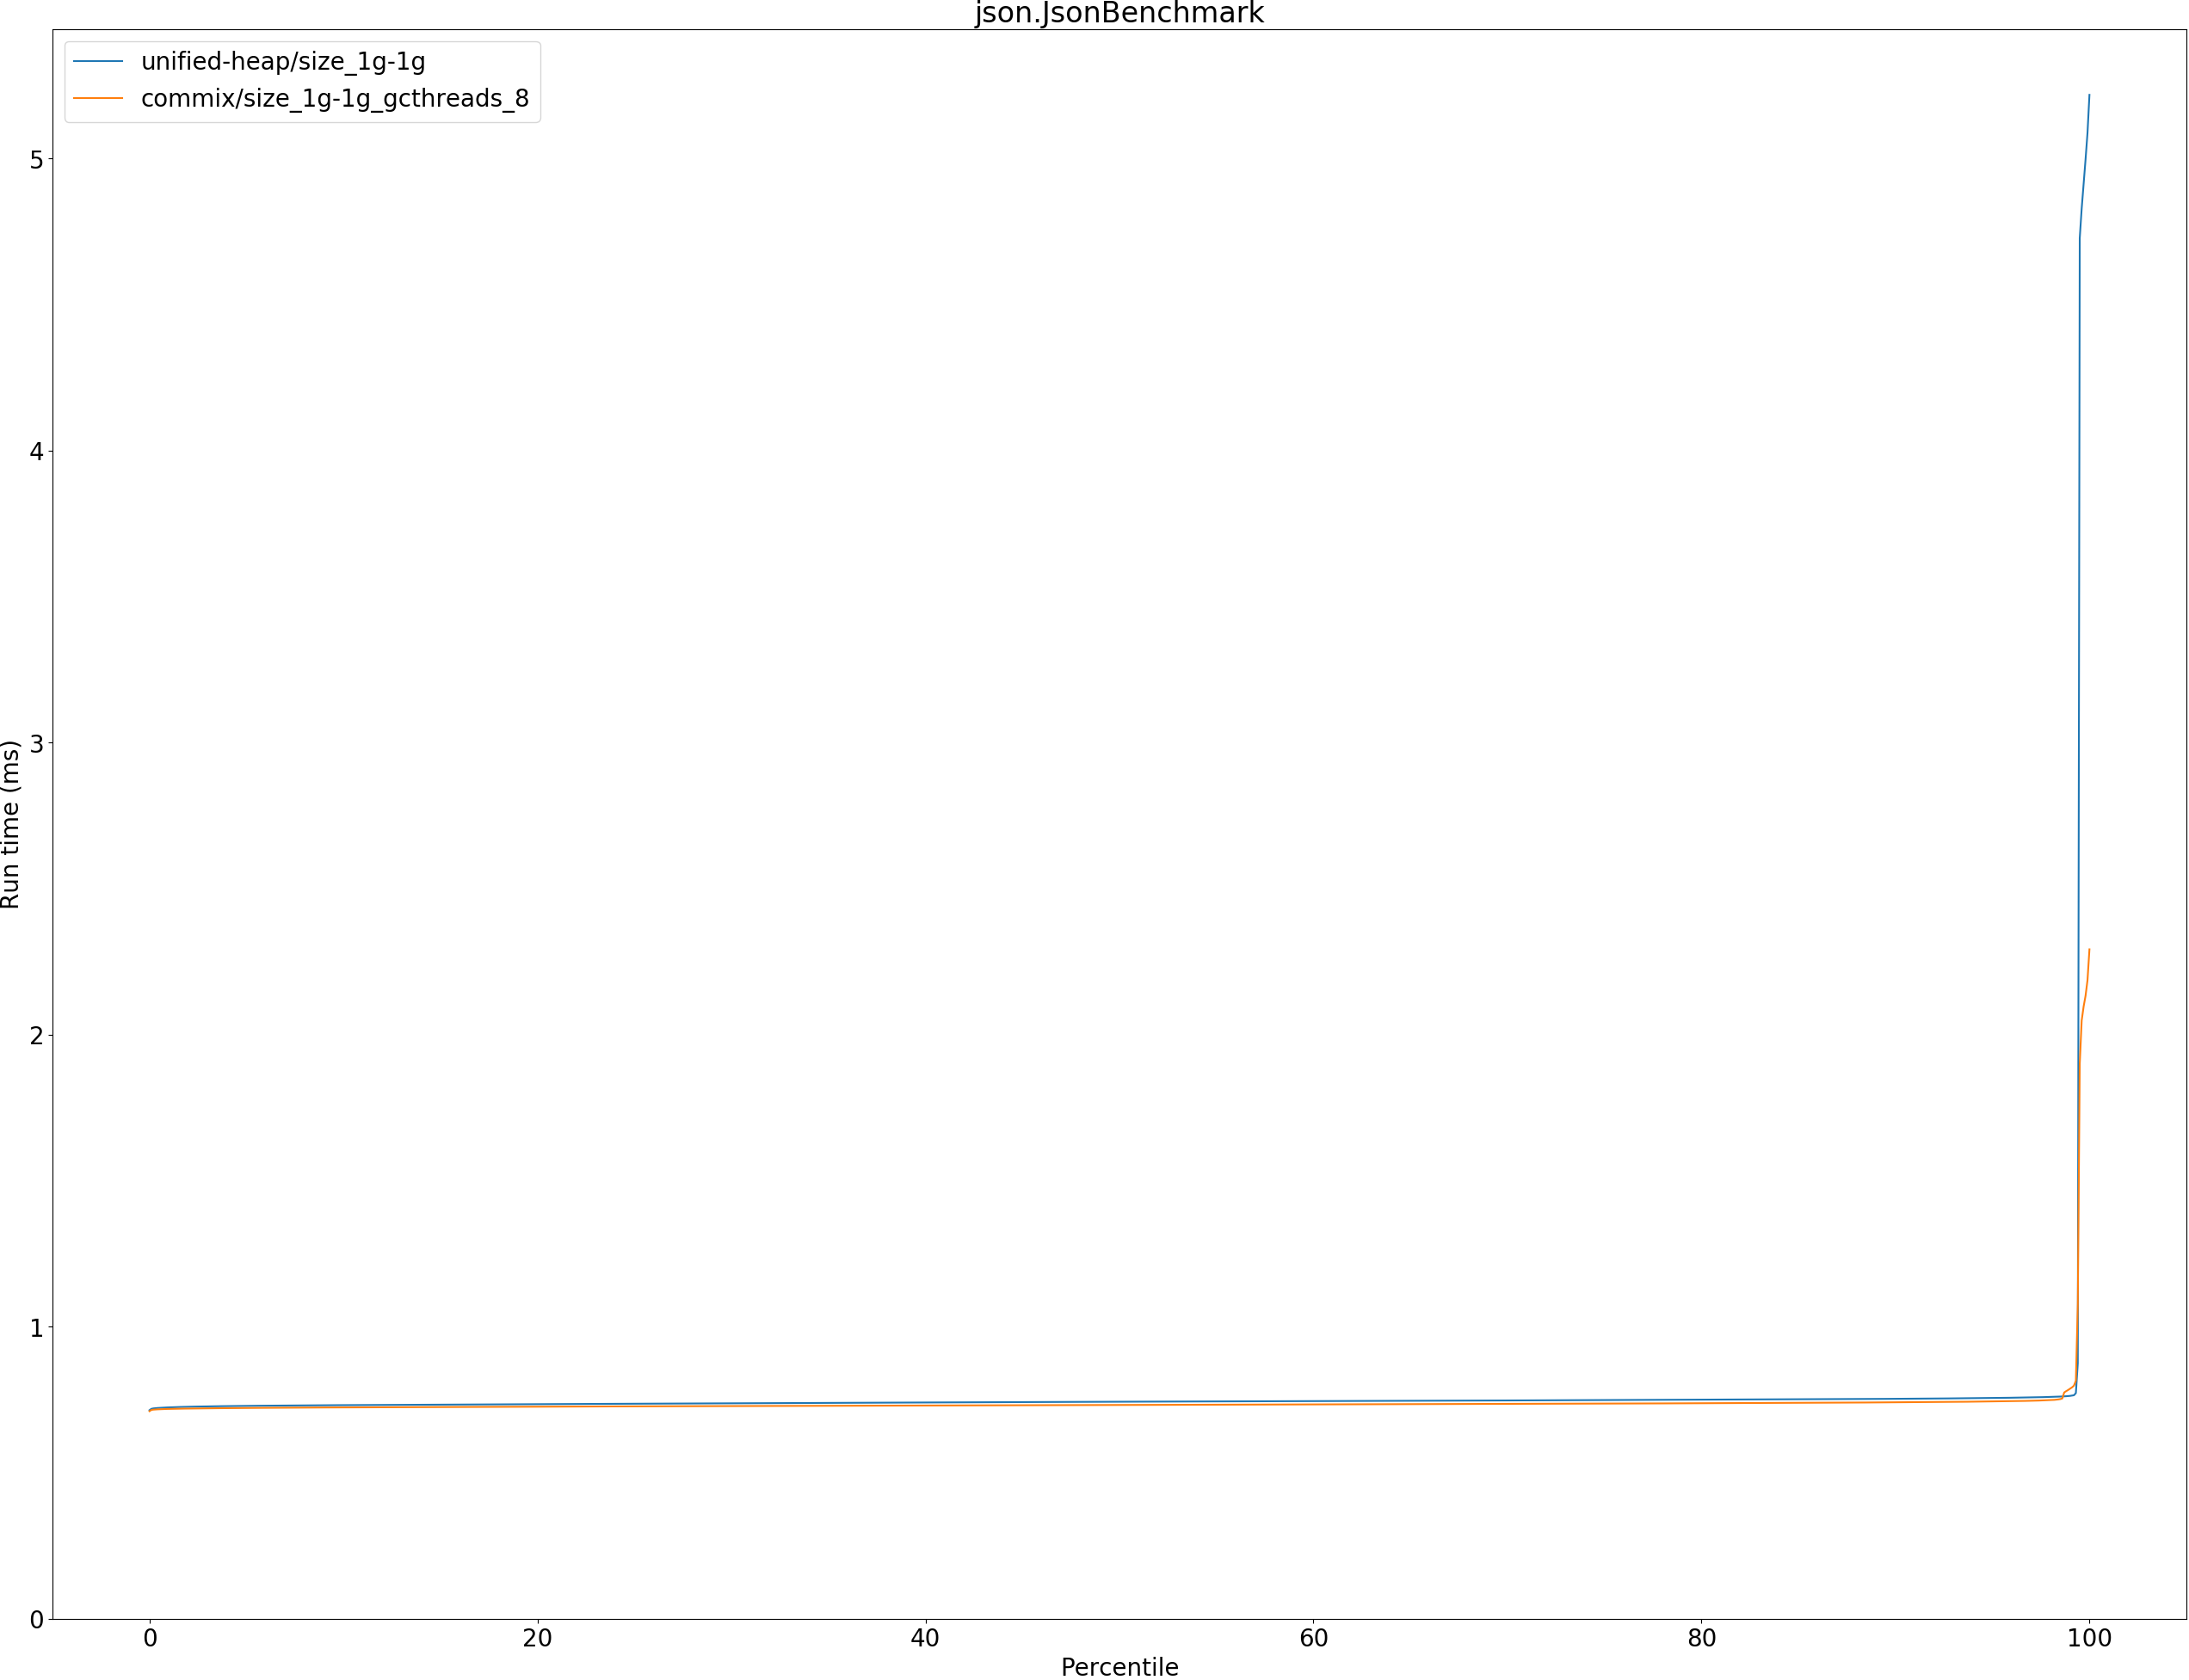 json.JsonBenchmark
unified-heap/size_1g-1g
commix/size_1g-1g_gcthreads_8
5
4
3
2
1
0
Run time (ms)
0 20 40 60 80 100
Percentile